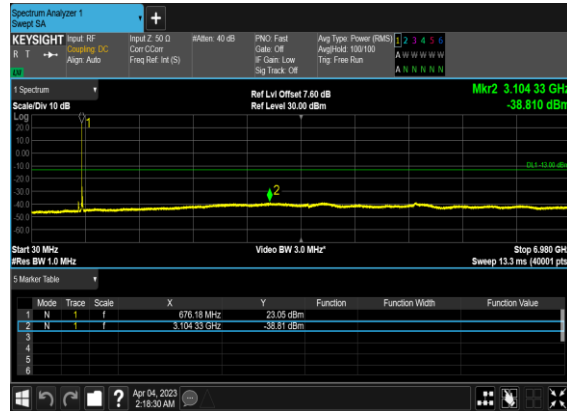 Spectrum Analyzer 1
Swept SA
KEYSIGHT Input: RF Input Z: 50 Ω #Atten: 40 dB PNO: Fast Avg Type: Power (RMS) 1 2 3 4 5 6
R T Coupling: DC Corr CCorr Gate: Off Avg|Hold: 100/100 A W W W W W
Align: Auto Freq Ref: Int (S) IF Gain: Low Trig: Free Run A N N N N N
Sig Track: Off
1 Spectrum Ref Lvl Offset 7.60 dB Mkr2 3.104 33 GHz
Scale/Div 10 dB Ref Level 30.00 dBm -38.810 dBm
Log
20.0
10.0
0.00
-10.0
-20.0
-30.0
-40.0
-50.0
-60.0
1
2
DL1 -13.00 dBm
Start 30 MHz Video BW 3.0 MHz* Stop 6.980 GHz
#Res BW 1.0 MHz Sweep 13.3 ms (40001 pts
5 Marker Table
Mode Trace Scale X Y Function Function Width Function Value
1 N 1 f 676.18 MHz 23.05 dBm
2 N 1 f 3.104 33 GHz -38.81 dBm
3
4
5
6
Apr 04, 2023
2:18:30 AM